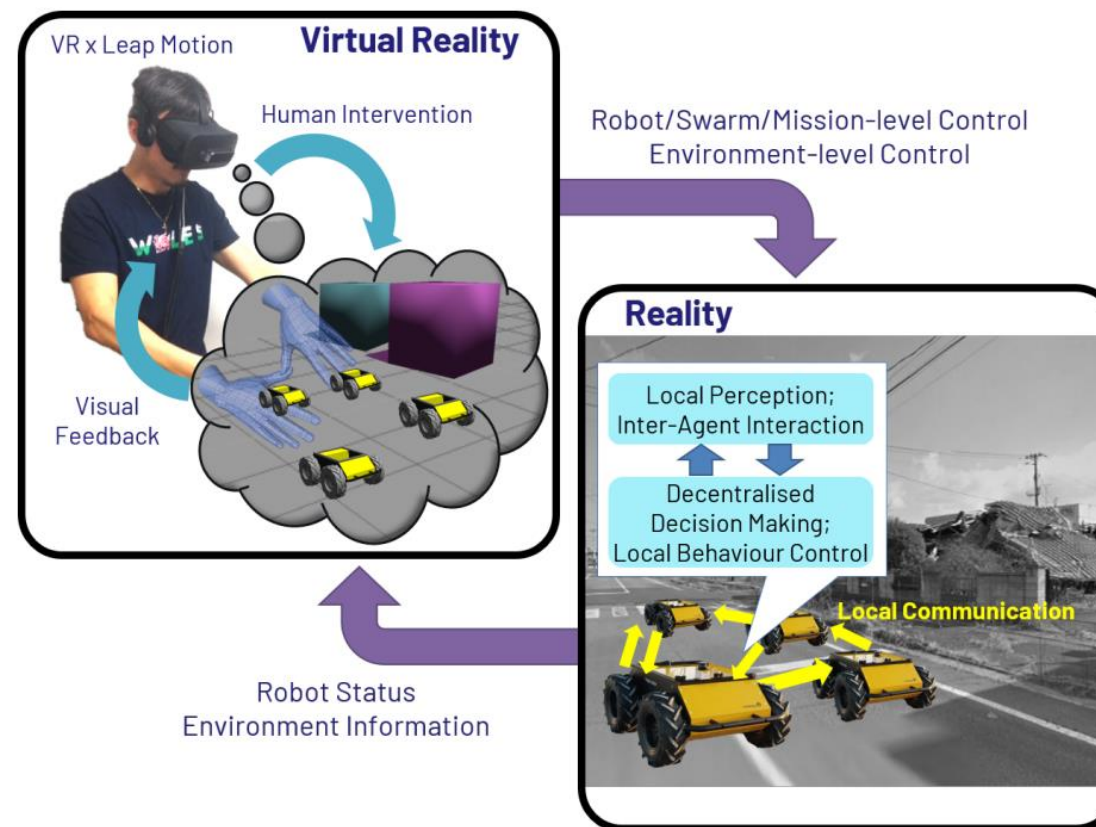 VR x Leap Motion
Virtual Reality
Human Intervention
WALES
Visual
Feedback
Robot/Swarm/Mission-level Control
Environment-level Control
Reality
Local Perception;
Inter-Agent Interaction
Decentralised
Decision Making;
Local Behaviour Control
Local Communication
Robot Status
Environment Information